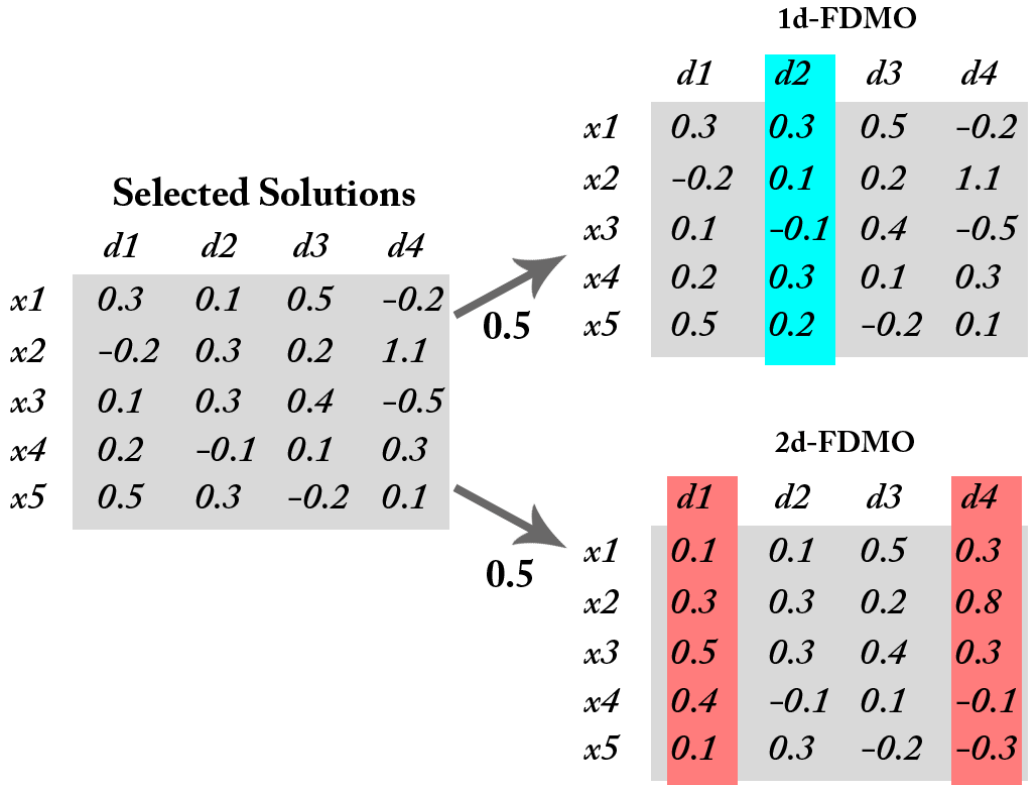 Selected Solutions
d1 d2 d3 d4
x1 0.3 0.1 0.5 -0.2
x2 -0.2 0.3 0.2 1.1
x3 0.1 0.3 0.4 -0.5
x4 0.2 -0.1 0.1 0.3
x5 0.5 0.3 -0.2 0.1
0.5
0.5
1d-FDMO
d1 d2 d3 d4
x1 0.3 0.3 0.5 -0.2
x2 -0.2 0.1 0.2 1.1
x3 0.1 -0.1 0.4 -0.5
x4 0.2 0.3 0.1 0.3
x5 0.5 0.2 -0.2 0.1
2d-FDMO
d1 d2 d3 d4
x1 0.1 0.1 0.5 0.3
x2 0.3 0.3 0.2 0.8
x3 0.5 0.3 0.4 0.3
x4 0.4 -0.1 0.1 -0.1
x5 0.1 0.3 -0.2 -0.3